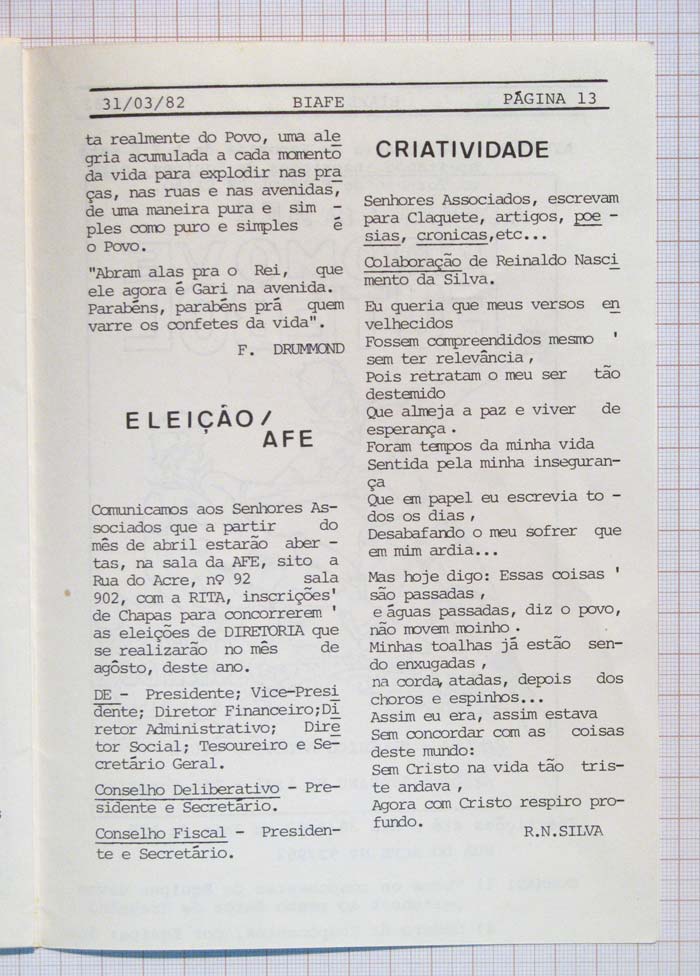 31/03/82 BIAFE PÁGINA 13
ta realmente do Povo, uma ale
gria acumulada a cada momento
da vida para explodir nas pra
ças, nas ruas e nas avenidas,
de uma maneira pura e sim -
ples como puro e simples é
o Povo.
"Abram alas pra o Rei, que
ele agora é Gari na avenida.
Parabéns, parabéns prá quem
varre os confetes da vida".
F. DRUMMOND
ELEIÇÃO/
AFE
Comunicamos aos Senhores As-
sociados que a partir do
mês de abril estarão aber -
tas, na sala da AFE, sito a
Rua do Acre, nº 92 sala
902, com a RITA, inscrições'
de Chapas para concorrerem '
as eleições de DIRETORIA que
se realizarão no mês de
agôsto, deste ano.
DE - Presidente; Vice-Presi
dente; Diretor Financeiro;Di
retor Administrativo; Dire
tor Social; Tesoureiro e Se-
cretário Geral.
Conselho Deliberativo - Pre-
sidente e Secretário.
Conselho Fiscal - Presiden-
te e Secretário.
CRIATIVIDADE
Senhores Associados, escrevam
para Claquete, artigos, poe -
sias, cronicas,etc...
Colaboração de Reinaldo Nasci
mento da Silva.
Eu queria que meus versos en
velhecidos
Fossem compreendidos mesmo '
sem ter relevância,
Pois retratam o meu ser tão
destemido
Que almeja a paz e viver de
esperança.
Foram tempos da minha vida
Sentida pela minha inseguran-
ça
Que em papel eu escrevia to -
dos os dias,
Desabafando o meu sofrer que
em mim ardia...
Mas hoje digo: Essas coisas '
são passadas,
e águas passadas, diz o povo,
não movem moinho.
Minhas toalhas já estão sen-
do enxugadas,
na corda, atadas, depois dos
choros e espinhos...
Assim eu era, assim estava
Sem concordar com as coisas
deste mundo:
Sem Cristo na vida tão tris-
te andava,
Agora com Cristo respiro pro-
fundo.
R.N.SILVA